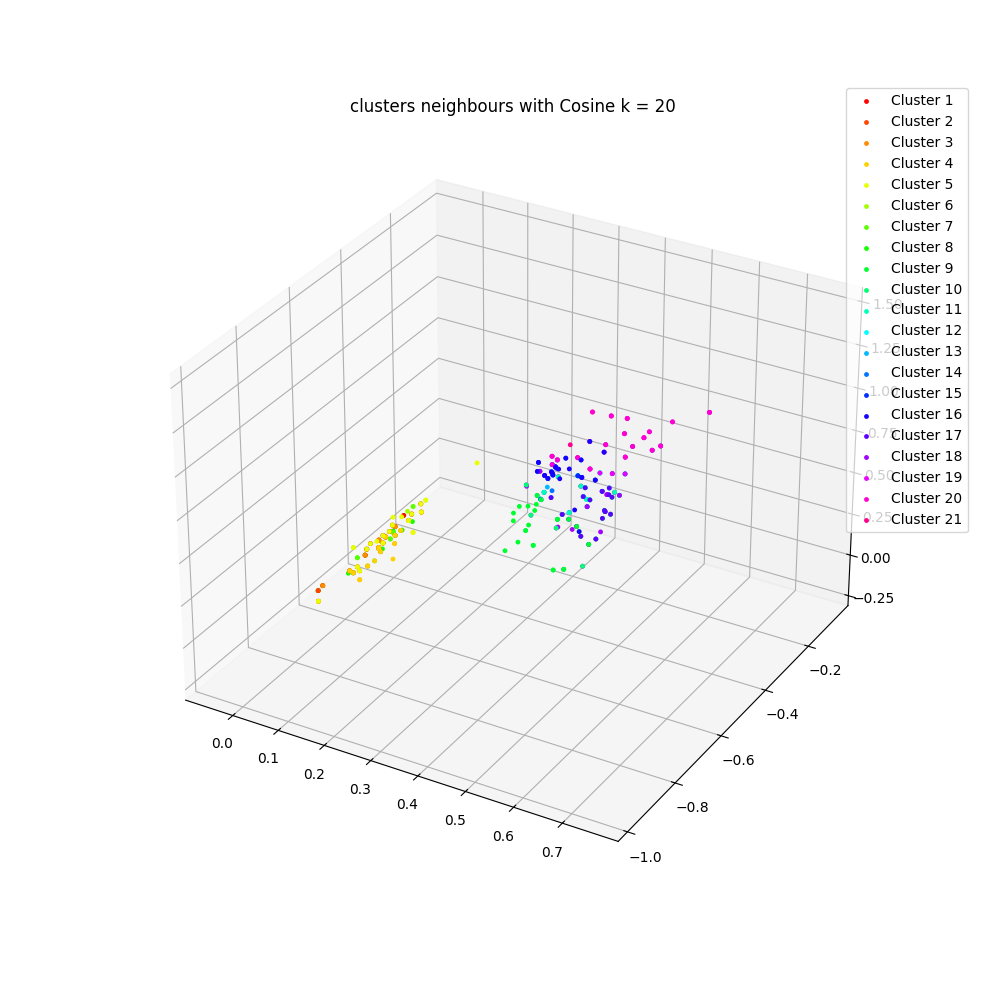 clusters neighbours with Cosine k = 20
Cluster 1
Cluster 2
Cluster 3
Cluster 4
Cluster 5
Cluster 6
Cluster 7
Cluster 8
Cluster 9
Cluster 10
Cluster 11
Cluster 12
Cluster 13
Cluster 14
Cluster 15
Cluster 16
Cluster 17
Cluster 18
Cluster 19
Cluster 20
Cluster 21
1.50
1.25
1.00
0.75
0.50
0.25
0.00
−0.25
−0.2
−0.4
−0.6
−0.8
−1.0
0.0
0.1
0.2
0.3
0.4
0.5
0.6
0.7